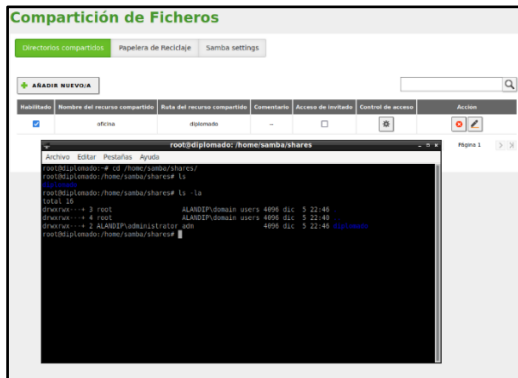 Compartición de Ficheros
Directorios compartidos Papelera de Reciclaje Samba settings
+ AÑADIR NUEVO/A
Habilitado Nombre del recurso compartido Ruta del recurso compartido Comentario Acceso de invitado Control de acceso Acción
oficina diplomado --
Página 1
root@diplomado: /home/samba/shares
Archivo Editar Pestañas Ayuda
root@diplomado:~# cd /home/samba/shares/
root@diplomado:/home/samba/shares# ls
diplomado
root@diplomado:/home/samba/shares# ls -la
total 16
drwxrwx---+ 3 root ALANDIP\domain users 4096 dic 5 22:46 .
drwxrwx---+ 4 root ALANDIP\domain users 4096 dic 5 22:40 ..
drwxrwx---+ 2 ALANDIP\administrator adm 4096 dic 5 22:46 diplomado
root@diplomado:/home/samba/shares#